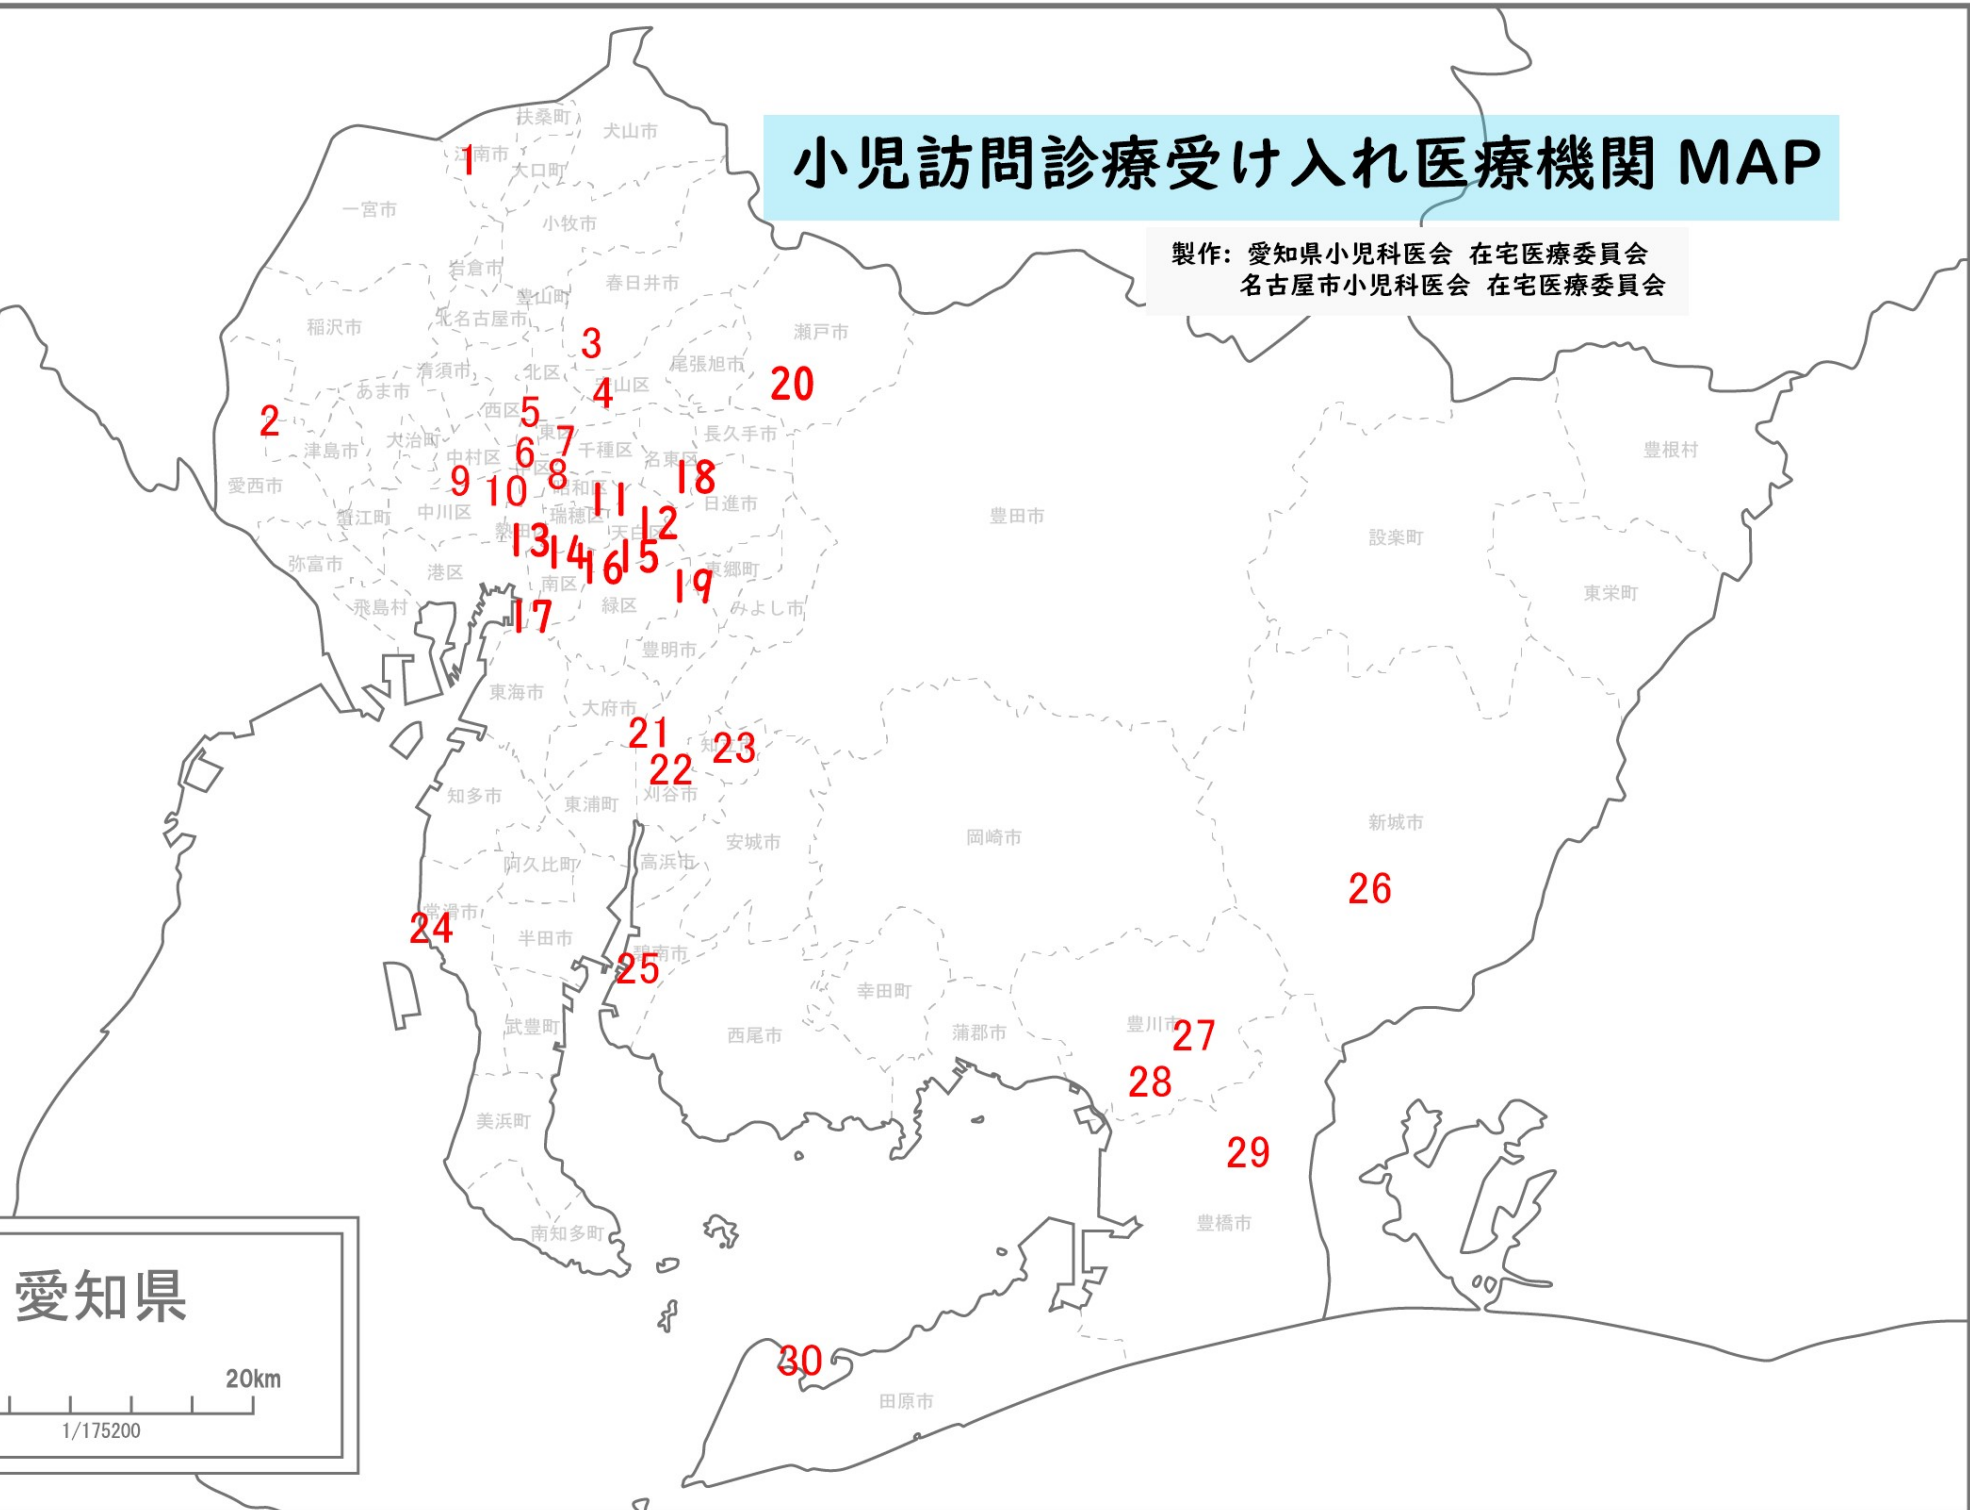 小児訪問診療受け入れ医療機関 MAP
製作: 愛知県小児科医会 在宅医療委員会
名古屋市小児科医会 在宅医療委員会
扶桑町
犬山市
1
江南市
大口町
一宮市
小牧市
岩倉市
春日井市
豊山町
北名古屋市
稲沢市
瀬戸市
3
尾張旭市
清須市
北区
守山区
20
4
あま市
西区
5
2
東区
7
大治町
長久手市
津島市
千種区
6
中村区
名東区
豊根村
中区
8
18
9
10
昭和区
11
愛西市
日進市
蟹江町
中川区
瑞穂区
豊田市
12
天白区
熱田区
13
設楽町
14
15
16
弥富市
港区
南区
東郷町
19
東栄町
飛島村
緑区
みよし市
17
豊明市
東海市
大府市
21
知立市
23
22
知多市
東浦町
刈谷市
新城市
岡崎市
安城市
阿久比町
高浜市
26
常滑市
24
半田市
碧南市
25
幸田町
武豊町
豊川市
27
西尾市
蒲郡市
28
美浜町
29
豊橋市
南知多町
愛知県
30
20km
田原市
1/175200